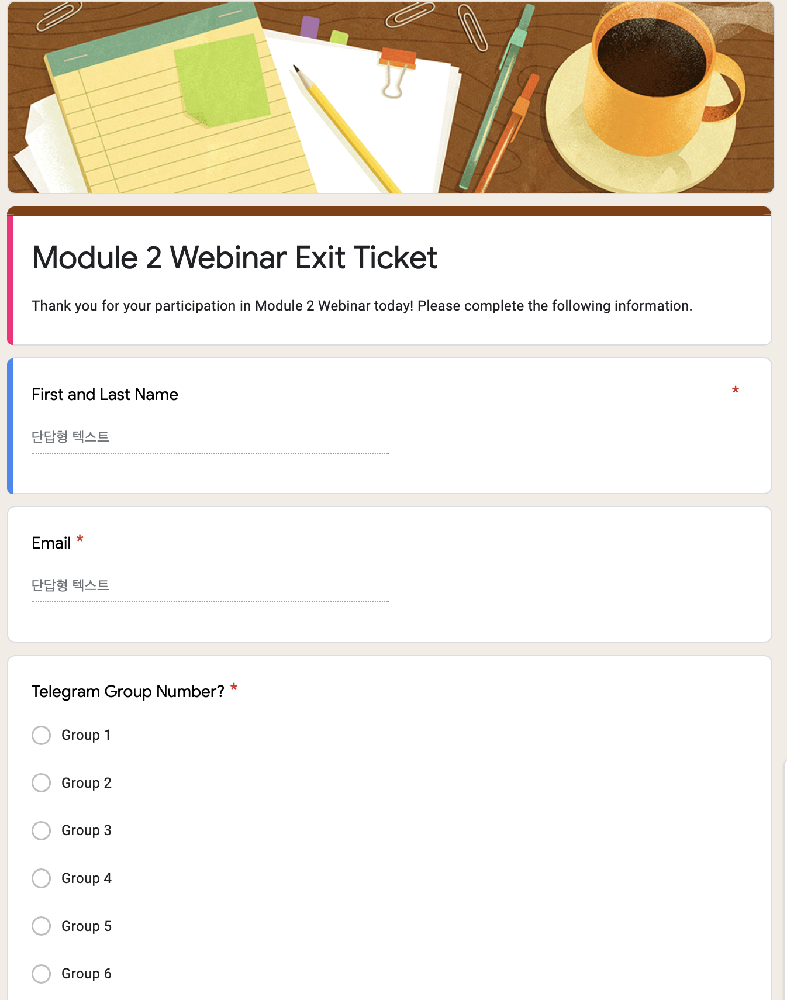 Module 2 Webinar Exit Ticket
Thank you for your participation in Module 2 Webinar today! Please complete the following information.
First and Last Name *
단답형 텍스트
Email *
단답형 텍스트
Telegram Group Number? *
Group 1
Group 2
Group 3
Group 4
Group 5
Group 6